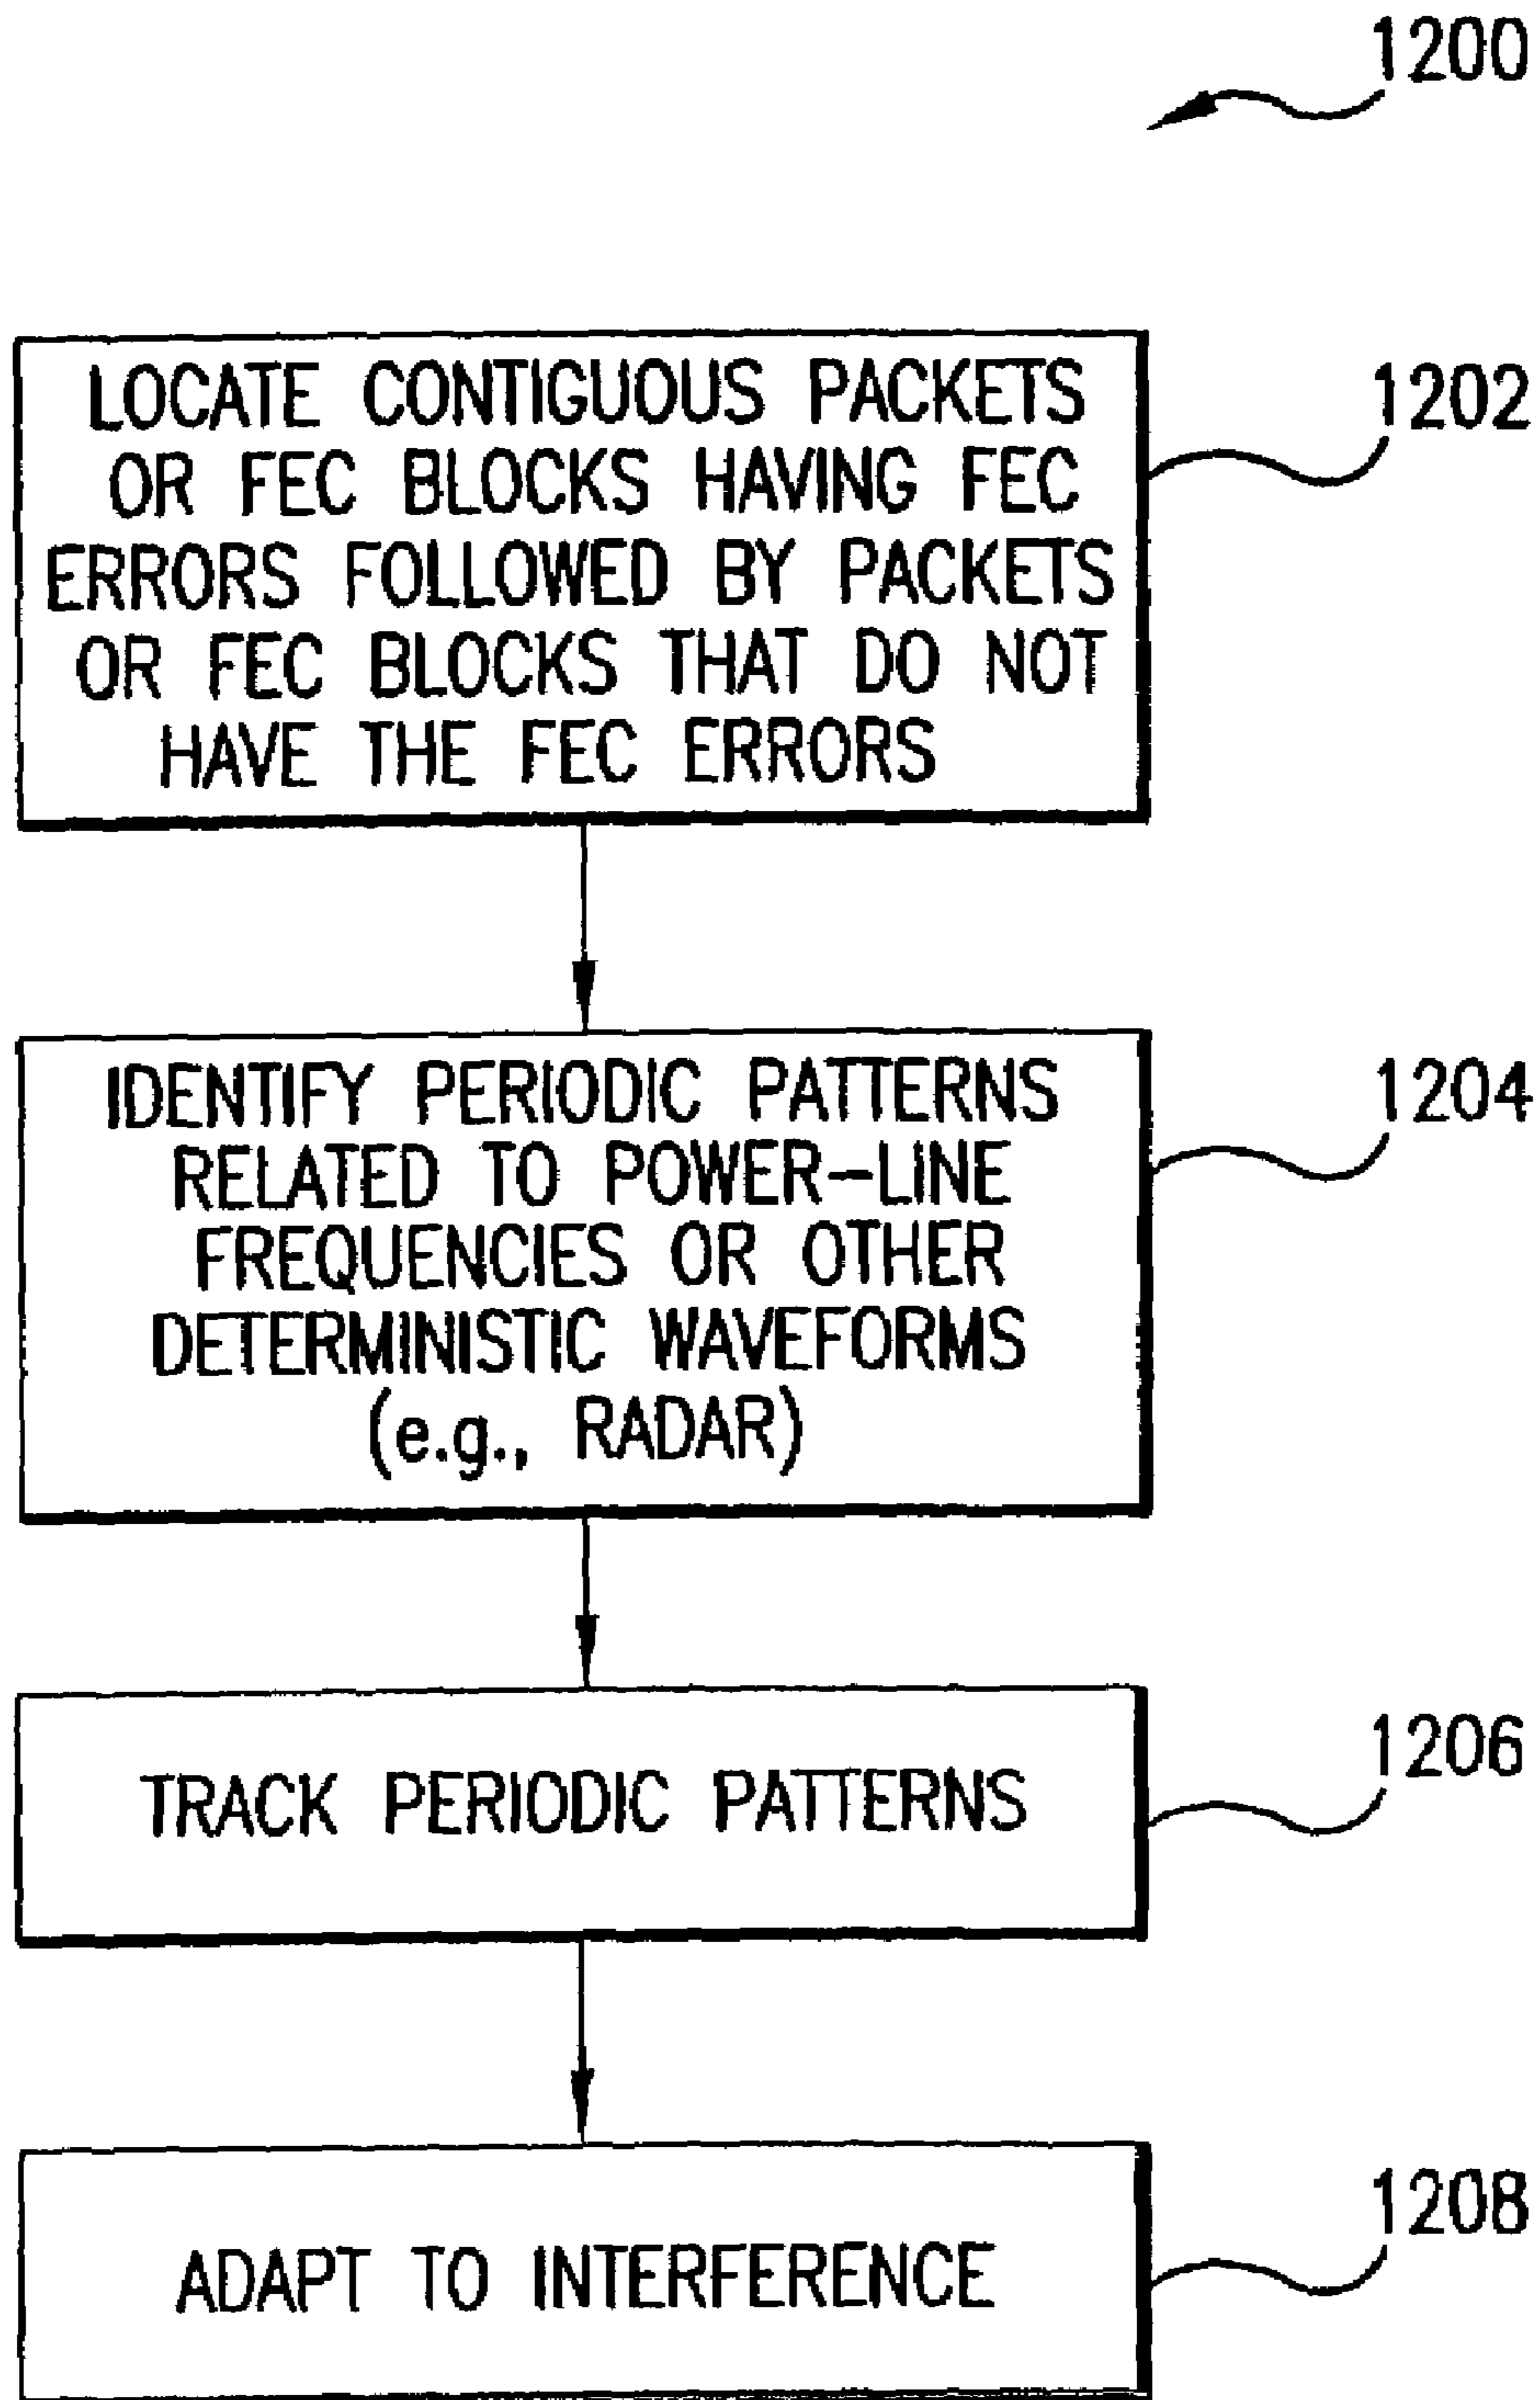 1200
LOCATE CONTIGUOUS PACKETS
OR FEC BLOCKS HAVING FEC
ERRORS FOLLOWED BY PACKETS
OR FEC BLOCKS THAT DO NOT
HAVE THE FEC ERRORS
1202
IDENTIFY PERIODIC PATTERNS
RELATED TO POWER-LINE
FREQUENCIES OR OTHER
DETERMINISTIC WAVEFORMS
(e.g., RADAR)
1204
TRACK PERIODIC PATTERNS
1206
ADAPT TO INTERFERENCE
1208